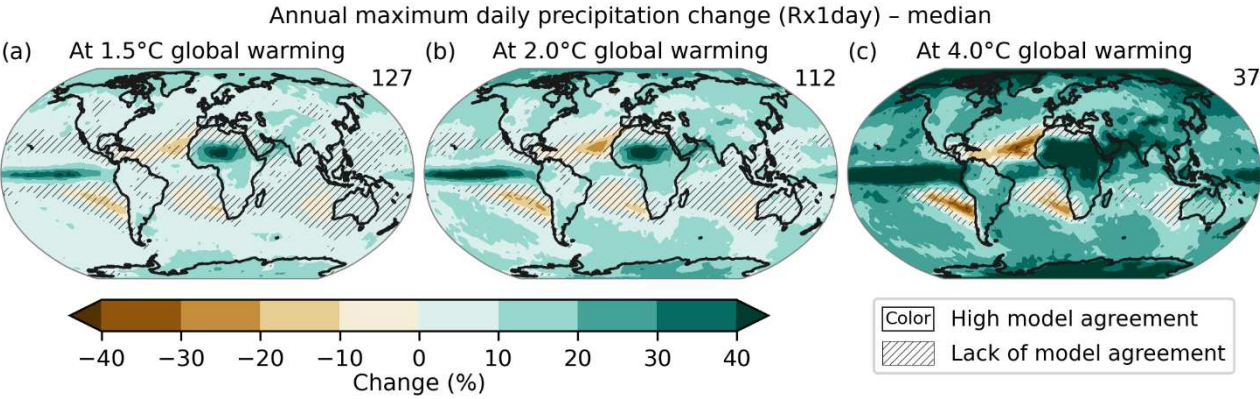 Annual maximum daily precipitation change (Rx1day) – median
(a) At 1.5°C global warming
127
(b) At 2.0°C global warming
112
(c) At 4.0°C global warming
37
−40 −30 −20 −10 0 10 20 30 40
Change (%)
Color High model agreement
Lack of model agreement